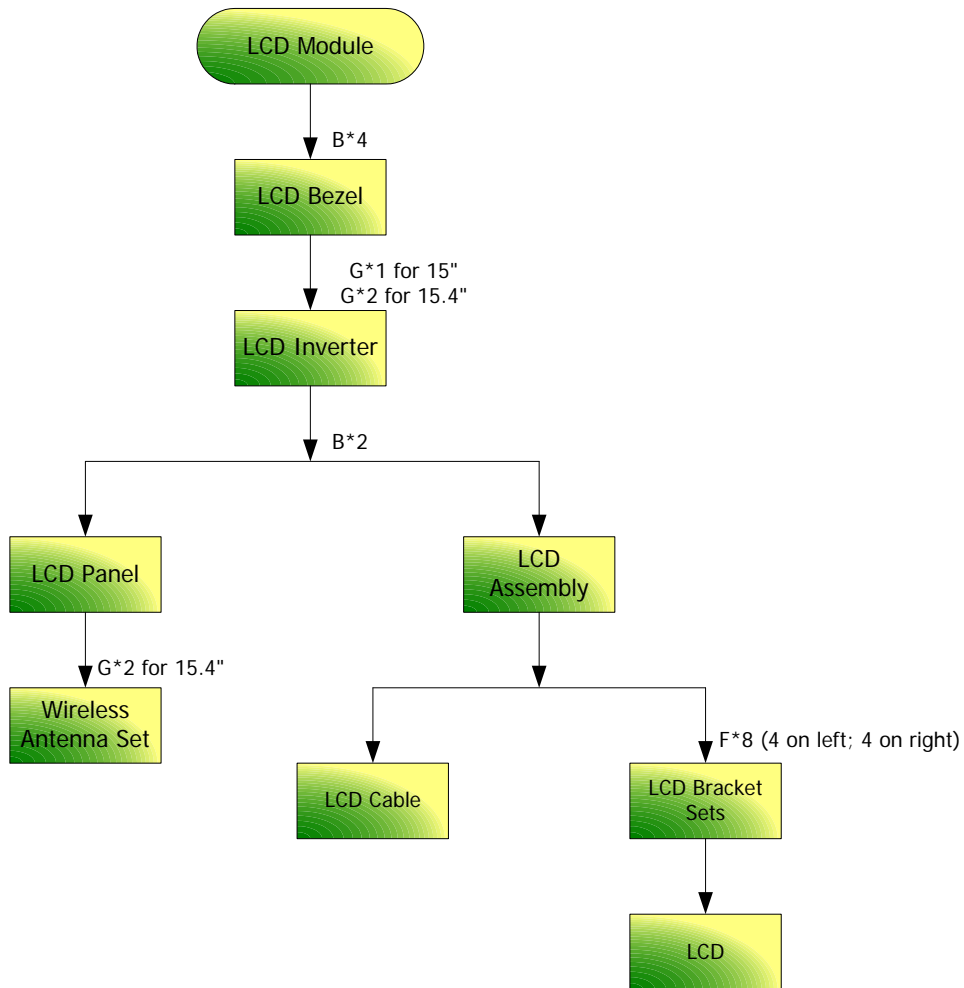 LCD Module
B*4
LCD Bezel
G*1 for 15"
G*2 for 15.4"
LCD Inverter
B*2
LCD Panel
LCD
Assembly
G*2 for 15.4"
Wireless
Antenna Set
F*8 (4 on left; 4 on right)
LCD Cable
LCD Bracket
Sets
LCD